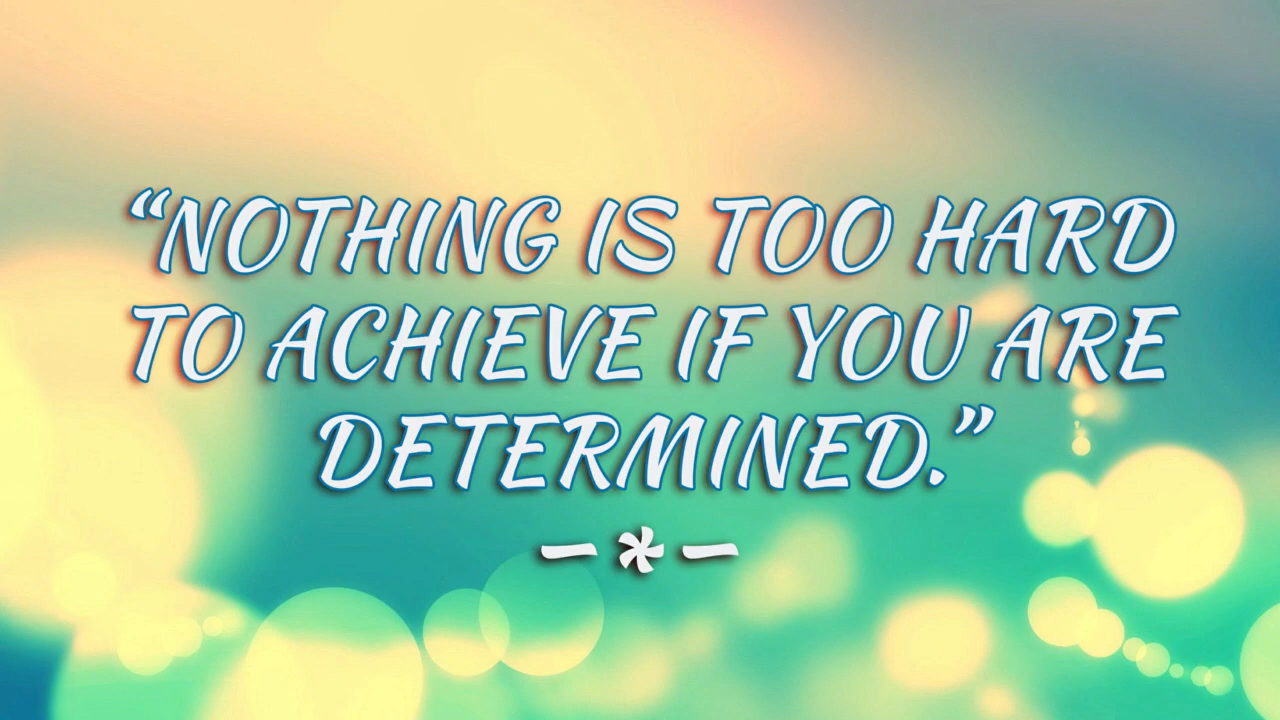 “NOTHING IS TOO HARD
TO ACHIEVE IF YOU ARE
DETERMINED.”
– * –